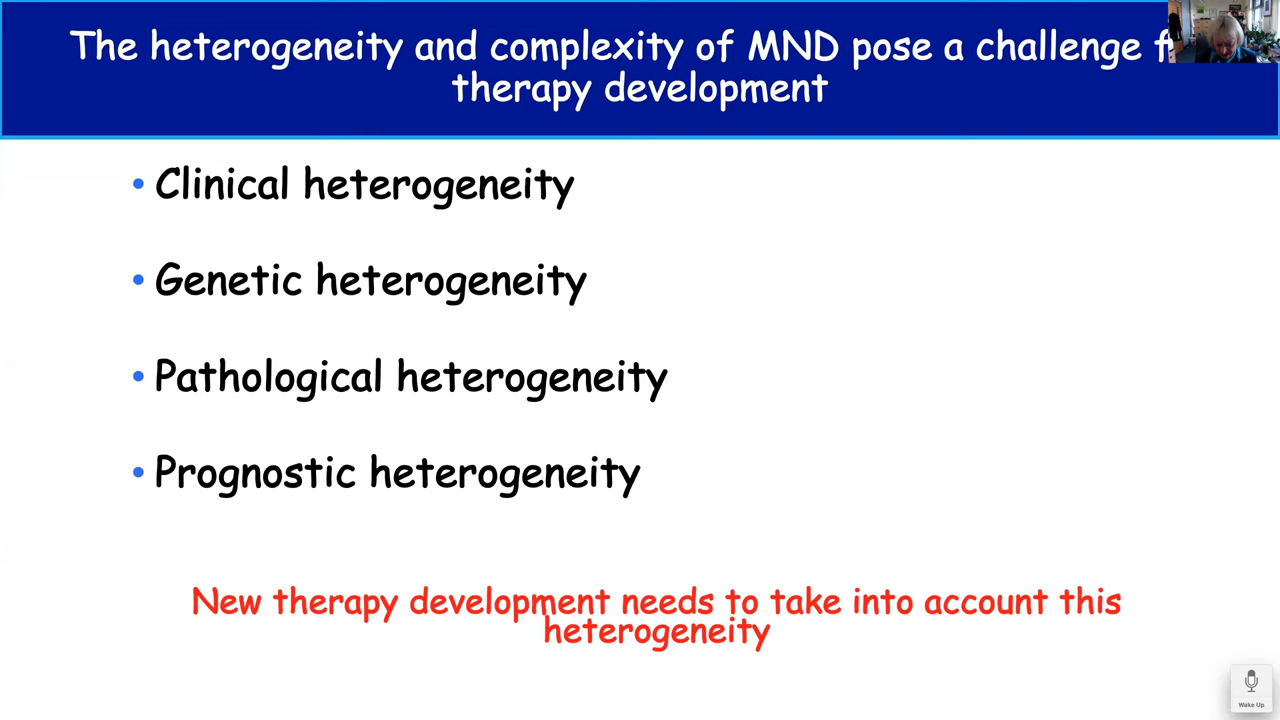 The heterogeneity and complexity of MND pose a challenge f
therapy development
• Clinical heterogeneity
• Genetic heterogeneity
• Pathological heterogeneity
• Prognostic heterogeneity
New therapy development needs to take into account this
heterogeneity
Wake Up